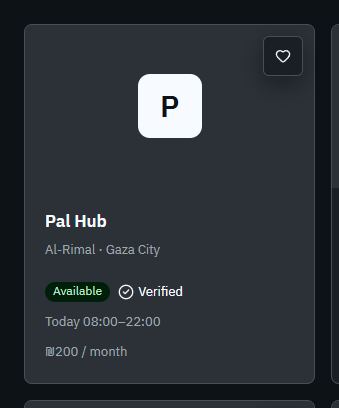 P
Pal Hub
Al-Rimal · Gaza City
Available Verified
Today 08:00–22:00
₪200 / month